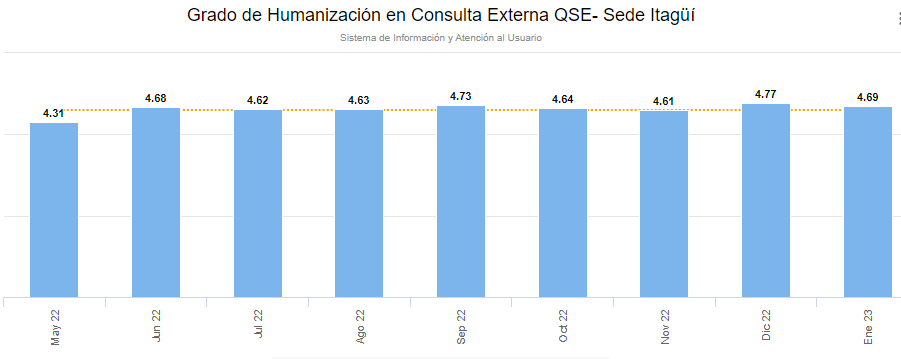 Grado de Humanización en Consulta Externa QSE- Sede Itagüí
Sistema de Información y Atención al Usuario
4.31
4.68
4.62
4.63
4.73
4.64
4.61
4.77
4.69
May 22
Jun 22
Jul 22
Ago 22
Sep 22
Oct 22
Nov 22
Dic 22
Ene 23